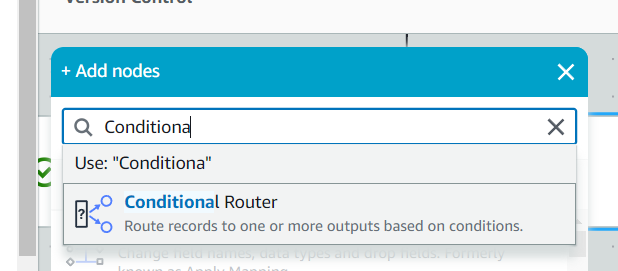 Version Control
+ Add nodes
Conditiona
Use: "Conditiona"
Conditional Router
Route records to one or more outputs based on conditions.
Change field names, data types and drop fields. Formerly
known as Apply Mapping.